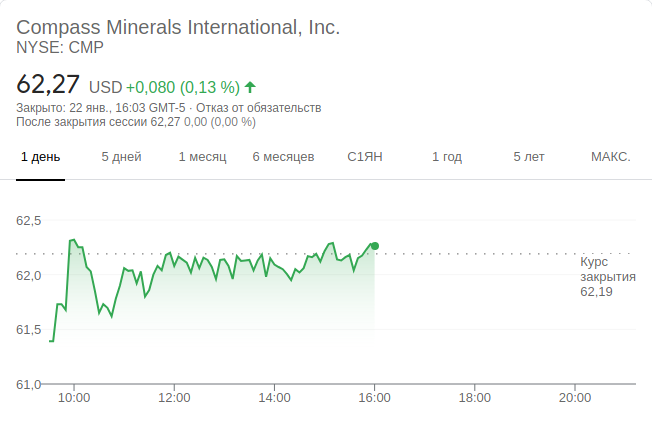 Compass Minerals International, Inc.
NYSE: CMP
62,27 USD +0,080 (0,13 %)
Закрыто: 22 янв., 16:03 GMT-5 · Отказ от обязательств
После закрытия сессии 62,27 0,00 (0,00 %)
1 день 5 дней 1 месяц 6 месяцев С1ЯН 1 год 5 лет МАКС.
62,5
62,0
61,5
61,0
Курс
закрытия
62,19
10:00 12:00 14:00 16:00 18:00 20:00